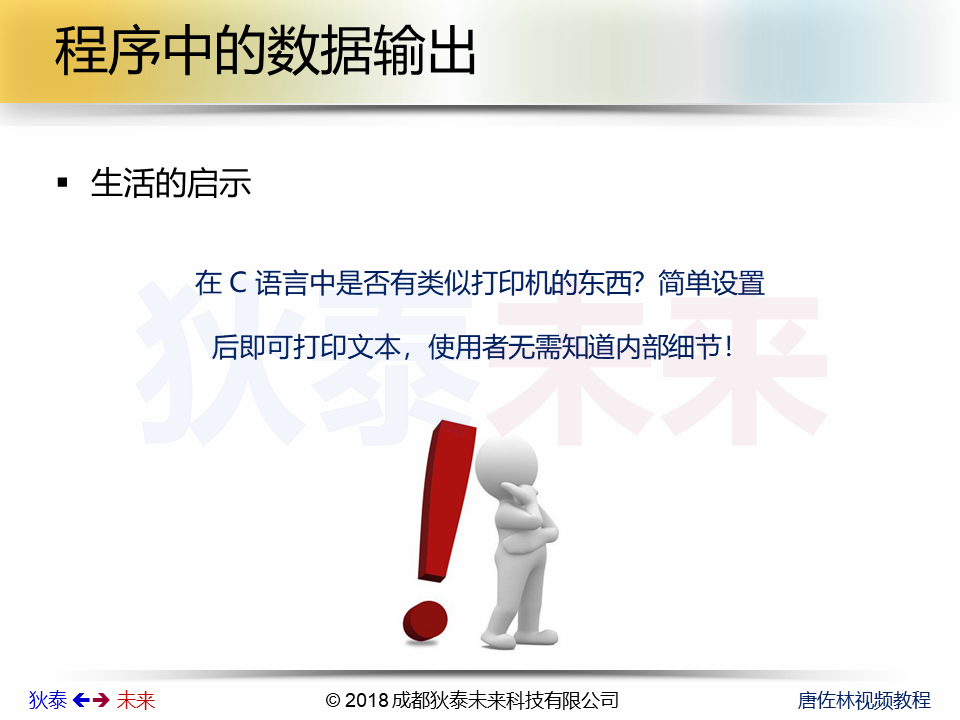 程序中的数据输出
▪ 生活的启示
在 C 语言中是否有类似打印机的东西？简单设置
后即可打印文本，使用者无需知道内部细节！
狄泰未来
狄泰 🡰🡲 未来
© 2018 成都狄泰未来科技有限公司
唐佐林视频教程